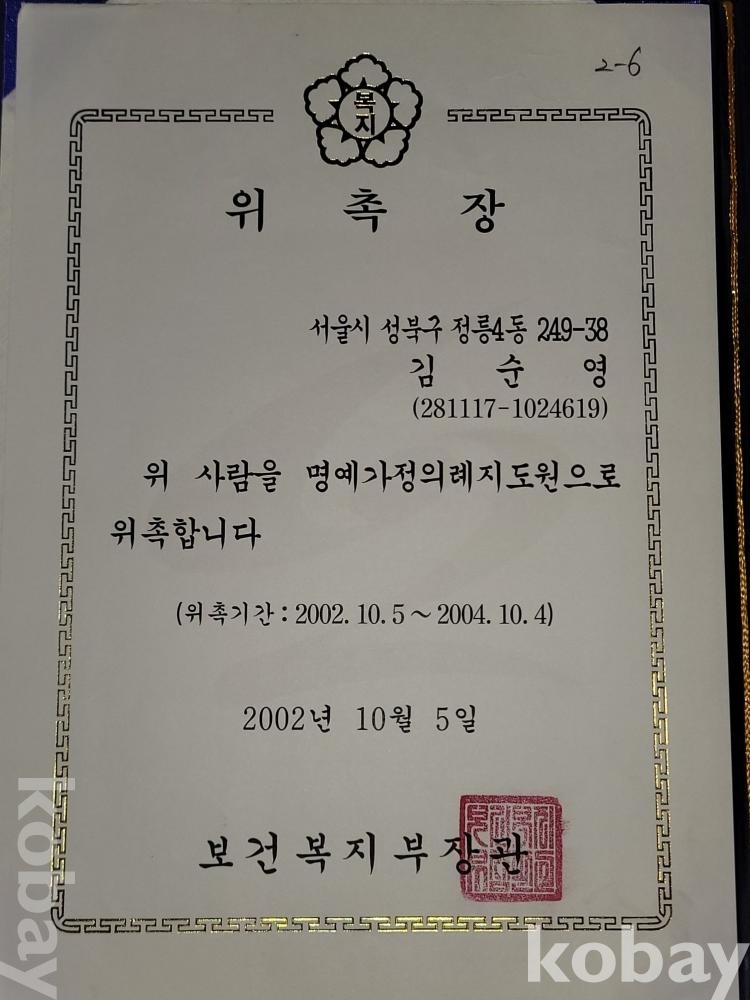 2-6
복지
위 촉 장
서울시 성북구 정릉4동 249-38
김 순 영
(281117-1024619)
위 사람을 명예가정의례지도원으로
위촉합니다
(위촉기간 : 2002. 10. 5 ~ 2004. 10. 4)
2002년 10월 5일
보건복지부장관
kobay
kobay